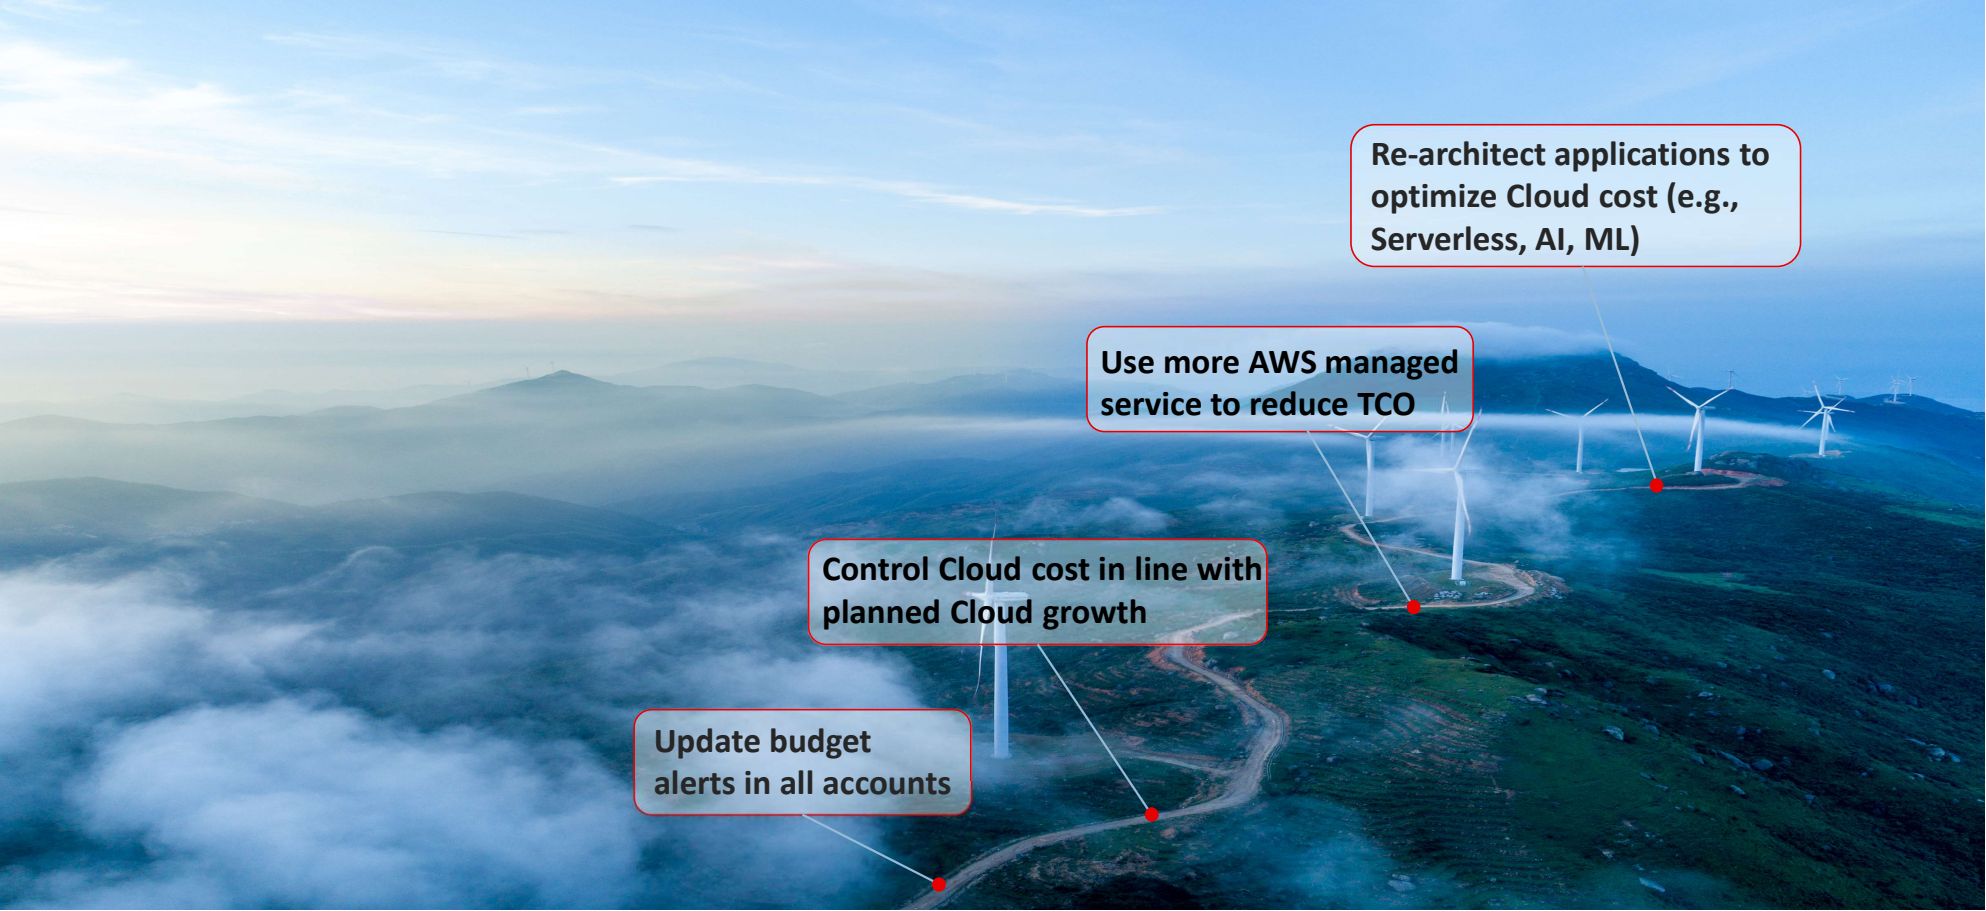 Re-architect applications to
optimize Cloud cost (e.g.,
Serverless, AI, ML)
Use more AWS managed
service to reduce TCO
Control Cloud cost in line with
planned Cloud growth
Update budget
alerts in all accounts